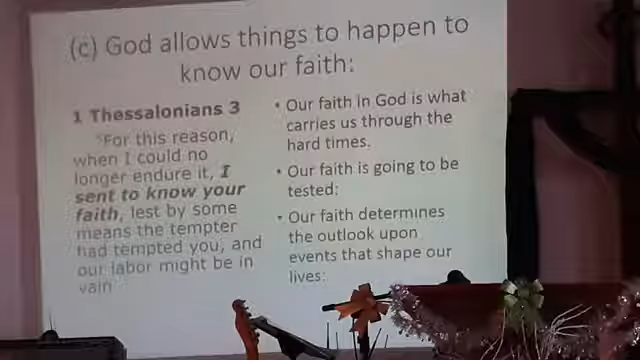 (c) God allows things to happen to
know our faith:
1 Thessalonians 3
5For this reason,
when I could no
longer endure it, I
sent to know your
faith, lest by some
means the tempter
had tempted you, and
our labor might be in
vain
• Our faith in God is what
carries us through the
hard times.
• Our faith is going to be
tested:
• Our faith determines
the outlook upon
events that shape our
lives: